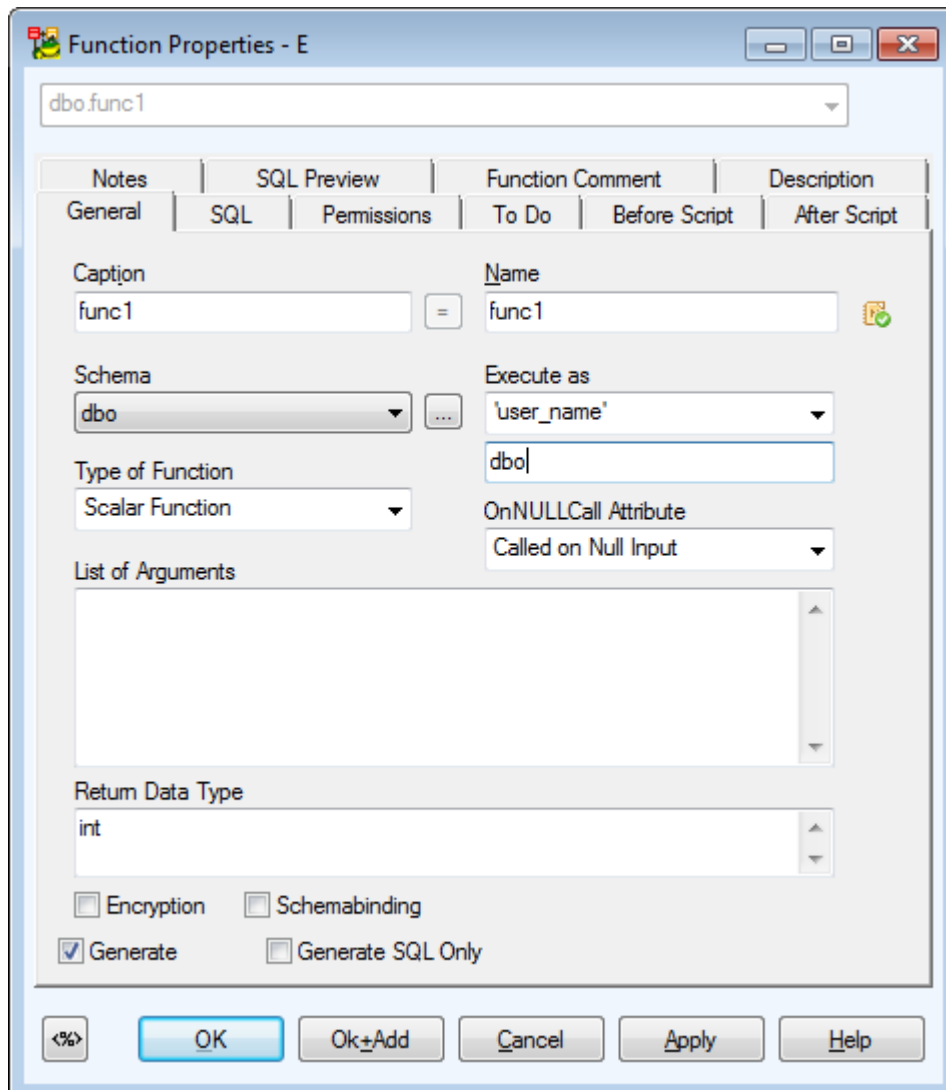 Function Properties - E
dbo.func1
Notes SQL Preview Function Comment Description
General SQL Permissions To Do Before Script After Script
Caption Name
func1 = func1
Schema Execute as
dbo ... 'user_name'
dbo
Type of Function
Scalar Function
OnNULLCall Attribute
Called on Null Input
List of Arguments
Return Data Type
int
Encryption Schemabinding
Generate Generate SQL Only
<%> OK Ok+Add Cancel Apply Help